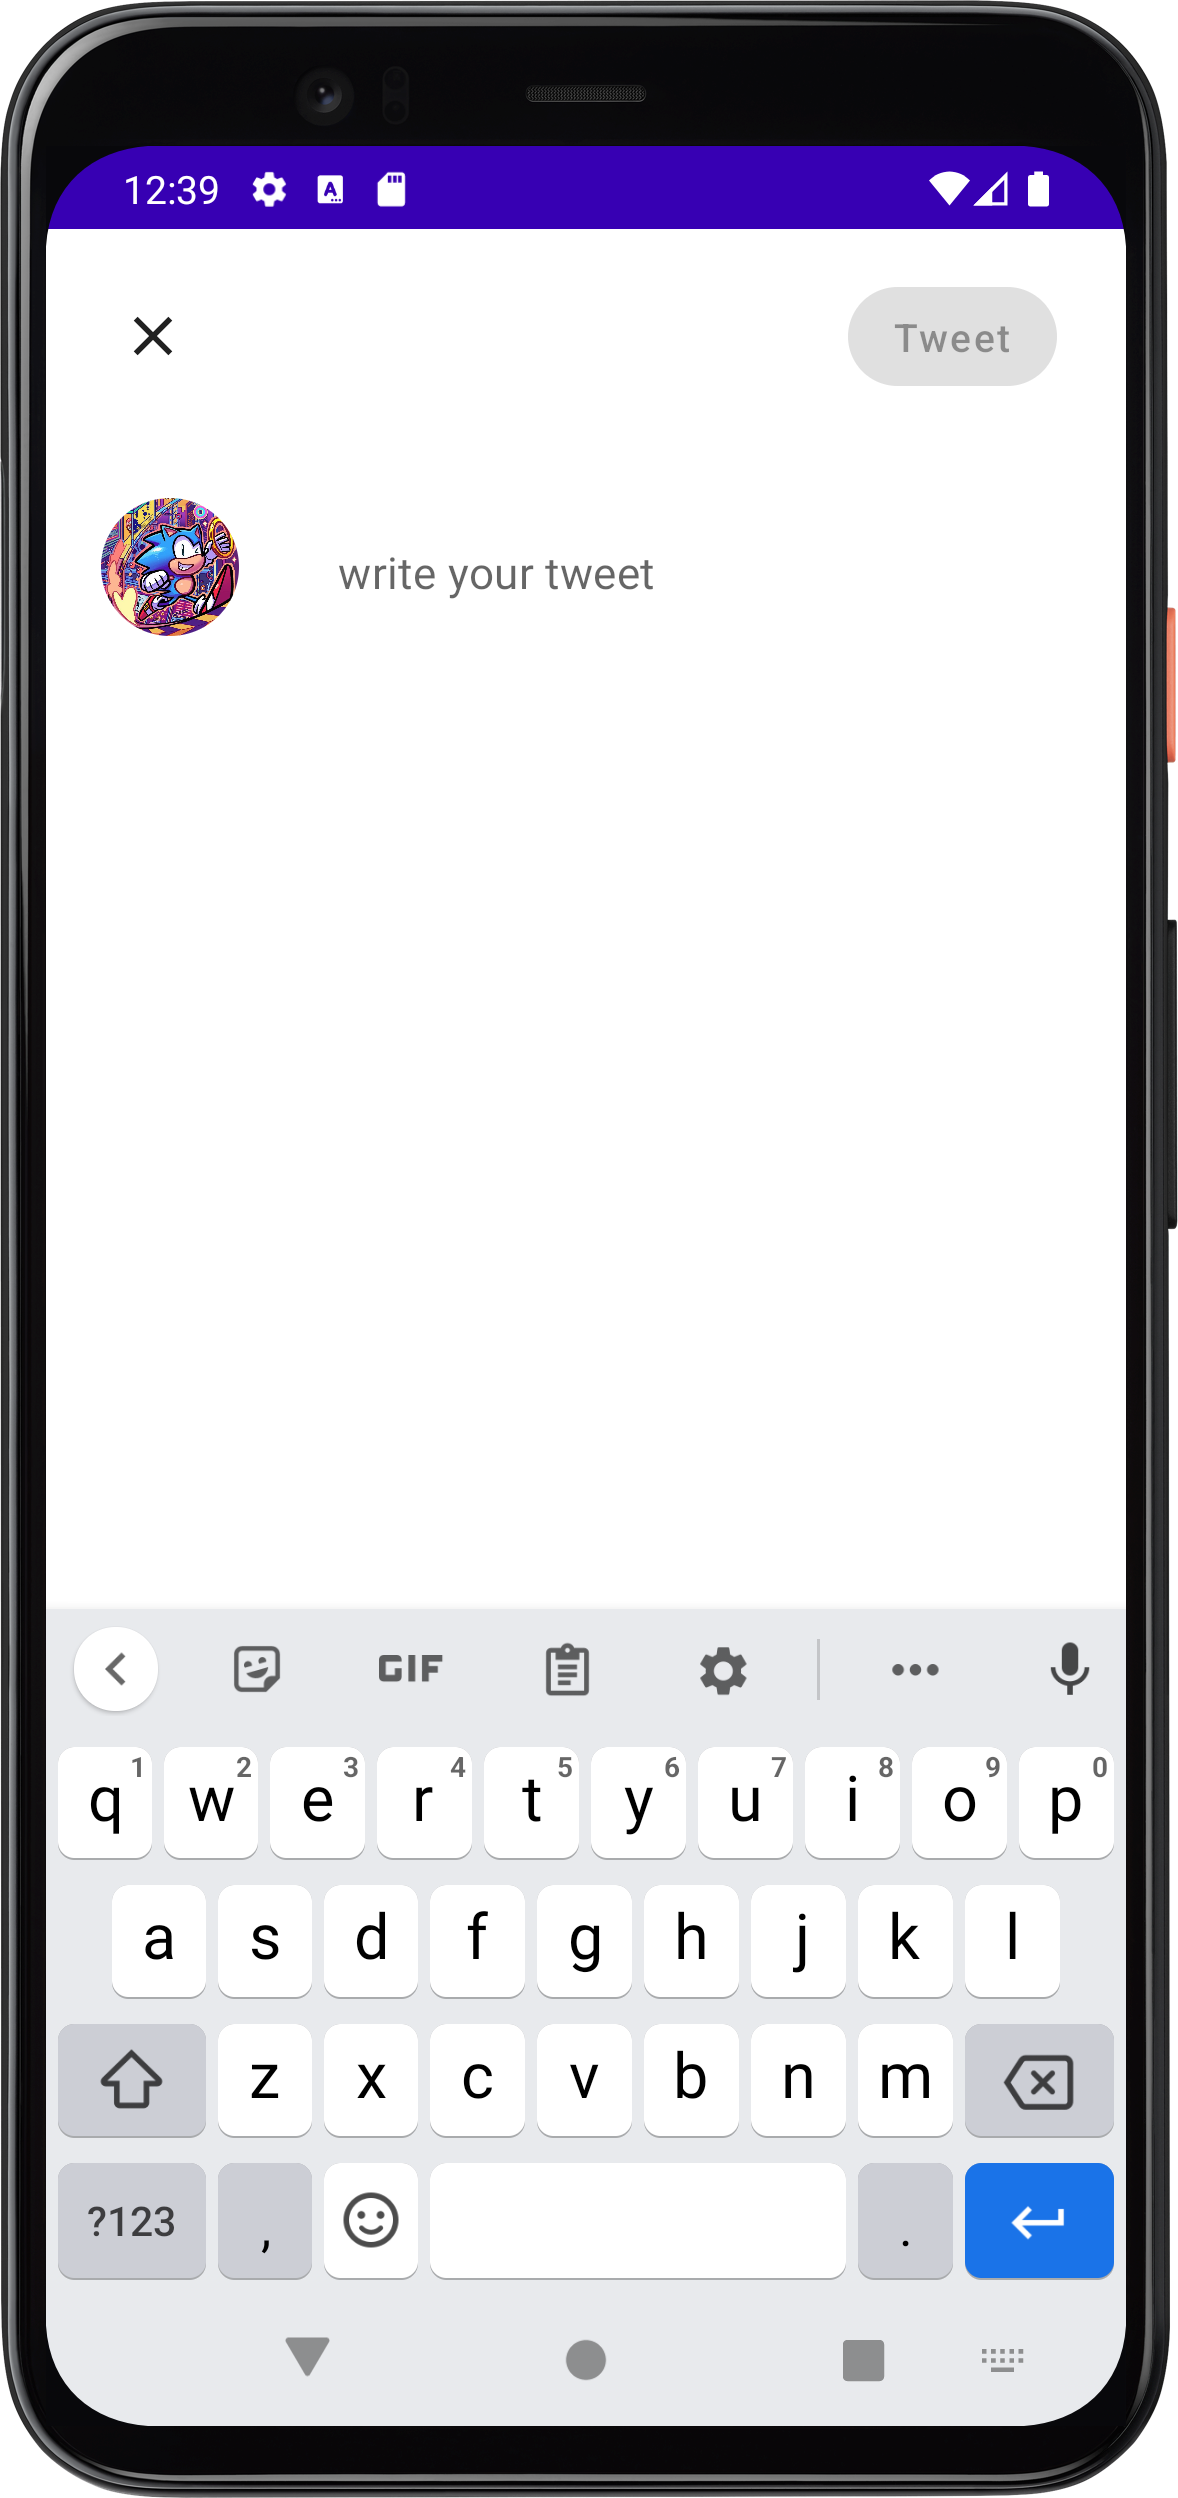 12:39
Tweet
write your tweet
GIF
1 2 3 4 5 6 7 8 9 0
q w e r t y u i o p
a s d f g h j k l
z x c v b n m
?123 , .